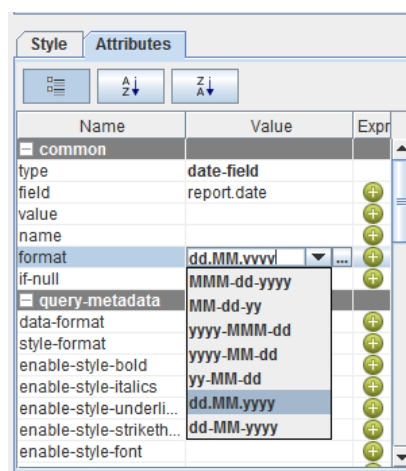 Style Attributes
A Z
Z A
Name Value Expr
common
type date-field
field report.date
value
name
format dd.MM.yyyy ...
if-null
MMM-dd-yyyy
query-metadata
MM-dd-yy
data-format
yyyy-MMM-dd
style-format
yyyy-MM-dd
enable-style-bold
yy-MM-dd
enable-style-italics
dd.MM.yyyy
enable-style-underli...
dd-MM-yyyy
enable-style-striketh...
enable-style-font